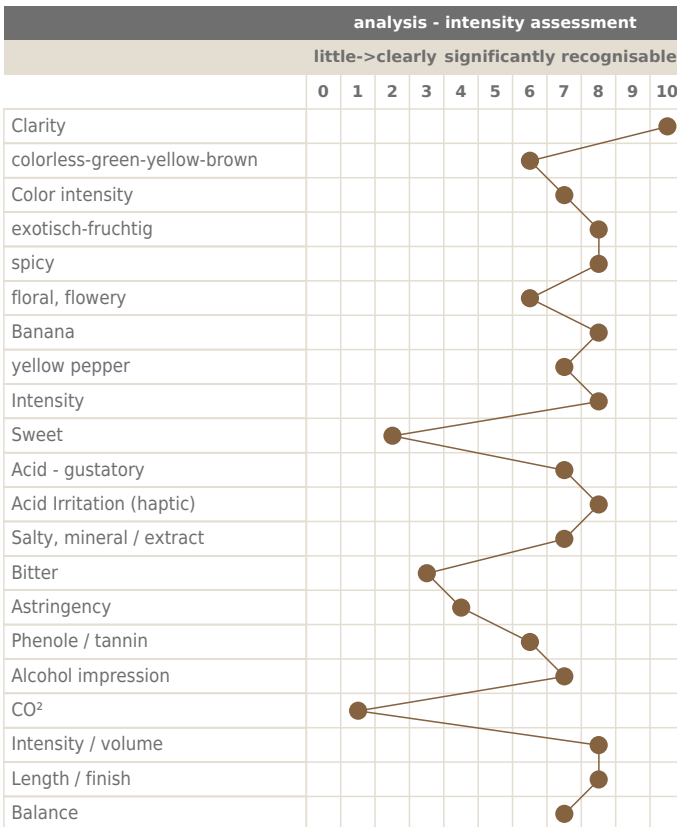 analysis - intensity assessment
little->clearly significantly recognisable
0 1 2 3 4 5 6 7 8 9 10
Clarity
colorless-green-yellow-brown
Color intensity
exotisch-fruchtig
spicy
floral, flowery
Banana
yellow pepper
Intensity
Sweet
Acid - gustatory
Acid Irritation (haptic)
Salty, mineral / extract
Bitter
Astringency
Phenole / tannin
Alcohol impression
CO²
Intensity / volume
Length / finish
Balance